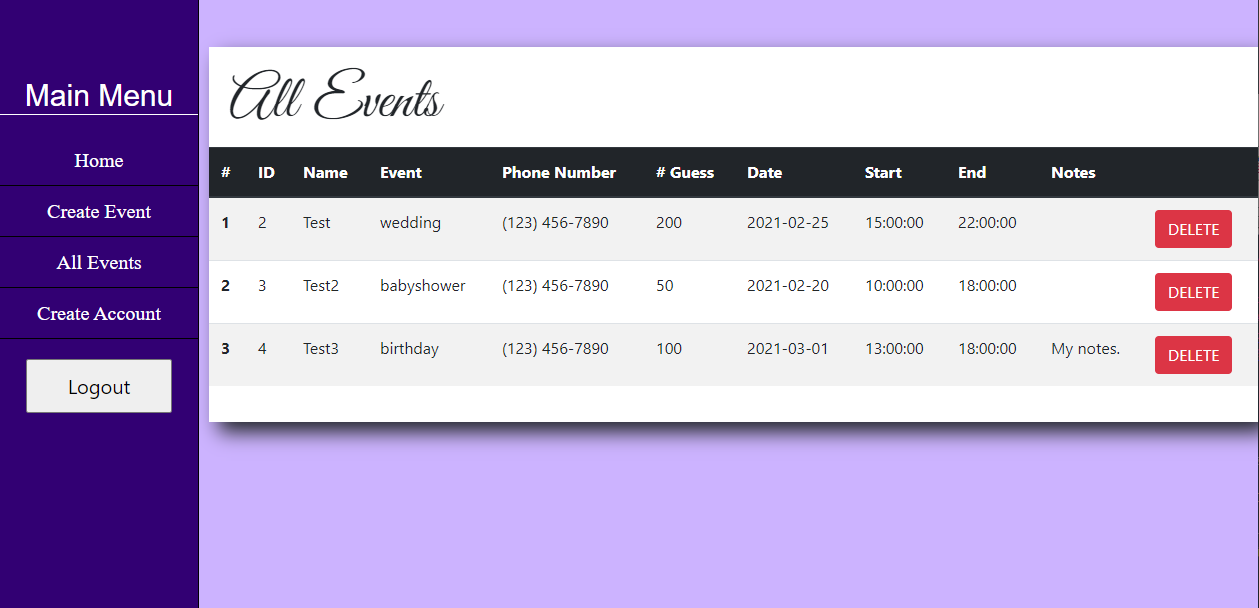 Main Menu
Home
Create Event
All Events
Create Account
Logout
All Events
# ID Name Event Phone Number # Guess Date Start End Notes
1 2 Test wedding (123) 456-7890 200 2021-02-25 15:00:00 22:00:00 DELETE
2 3 Test2 babyshower (123) 456-7890 50 2021-02-20 10:00:00 18:00:00 DELETE
3 4 Test3 birthday (123) 456-7890 100 2021-03-01 13:00:00 18:00:00 My notes. DELETE